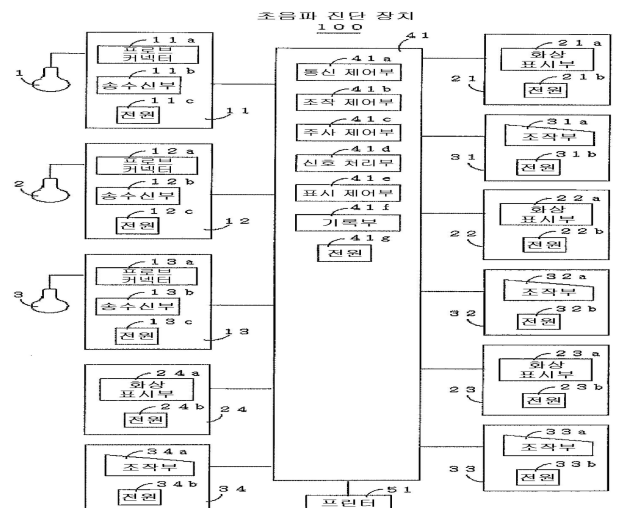 초음파 진단 장치
100
41
1
11a
프로브
커넥터
11b
송수신부
11c
전원
11
2
12a
프로브
커넥터
12b
송수신부
12c
전원
12
3
13a
프로브
커넥터
13b
송수신부
13c
전원
13
24a
화상
표시부
24b
전원
24
34a
조작부
34b
전원
34
41a
통신 제어부
41b
조작 제어부
41c
주사 제어부
41d
신호 처리부
41e
표시 제어부
41f
기록부
41g
전원
21a
화상
표시부
21b
전원
21
31a
조작부
31b
전원
31
22a
화상
표시부
22b
전원
22
32a
조작부
32b
전원
32
23a
화상
표시부
23b
전원
23
33a
조작부
33b
전원
33
51
프린터